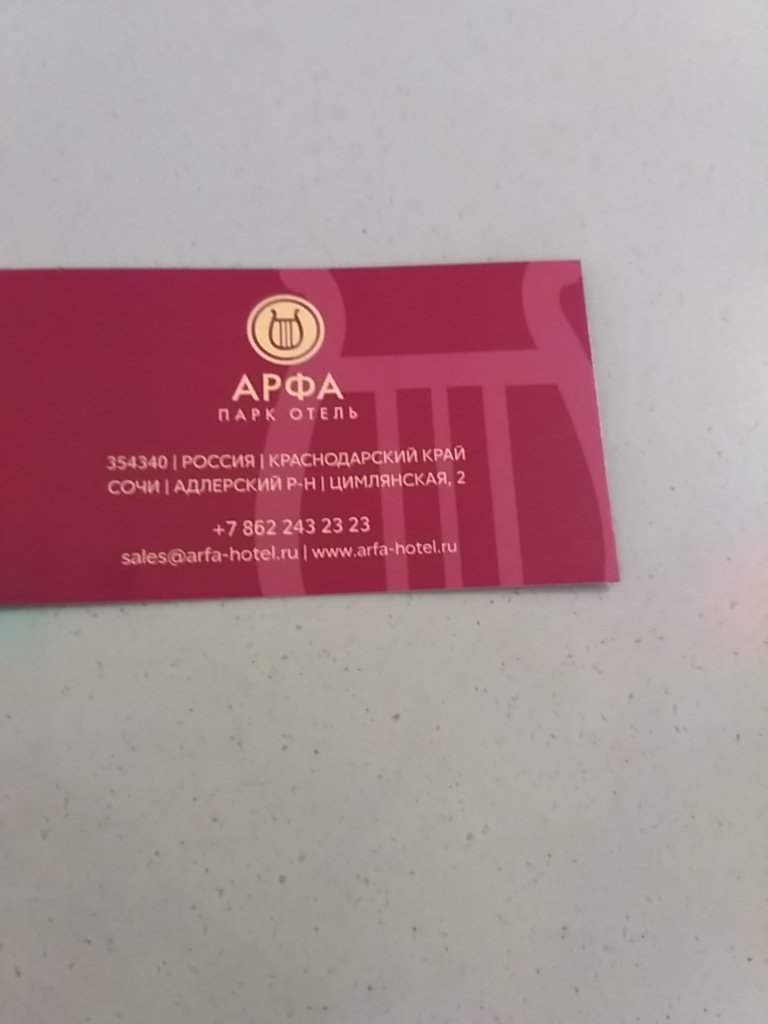 АРФА
ПАРК ОТЕЛЬ
354340 | РОССИЯ | КРАСНОДАРСКИЙ КРАЙ
СОЧИ | АДЛЕРСКИЙ Р-Н | ЦИМЛЯНСКАЯ, 2
+7 862 243 23 23
sales@arfa-hotel.ru | www.arfa-hotel.ru